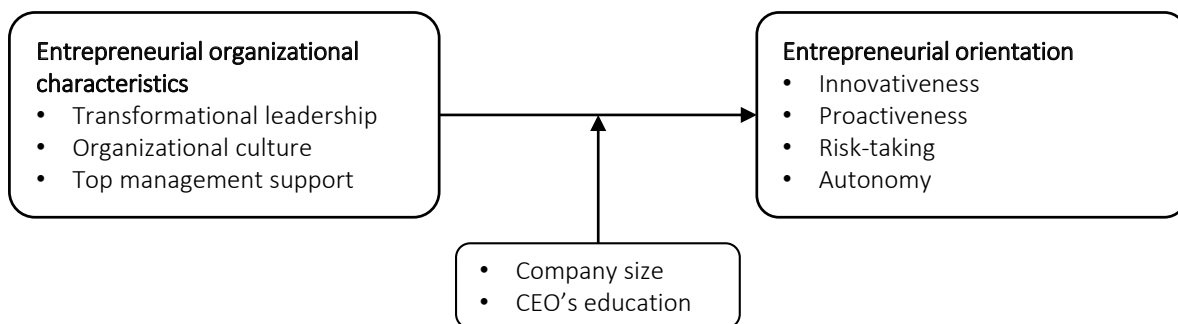 Entrepreneurial organizational
characteristics
• Transformational leadership
• Organizational culture
• Top management support
Entrepreneurial orientation
• Innovativeness
• Proactiveness
• Risk-taking
• Autonomy
• Company size
• CEO’s education